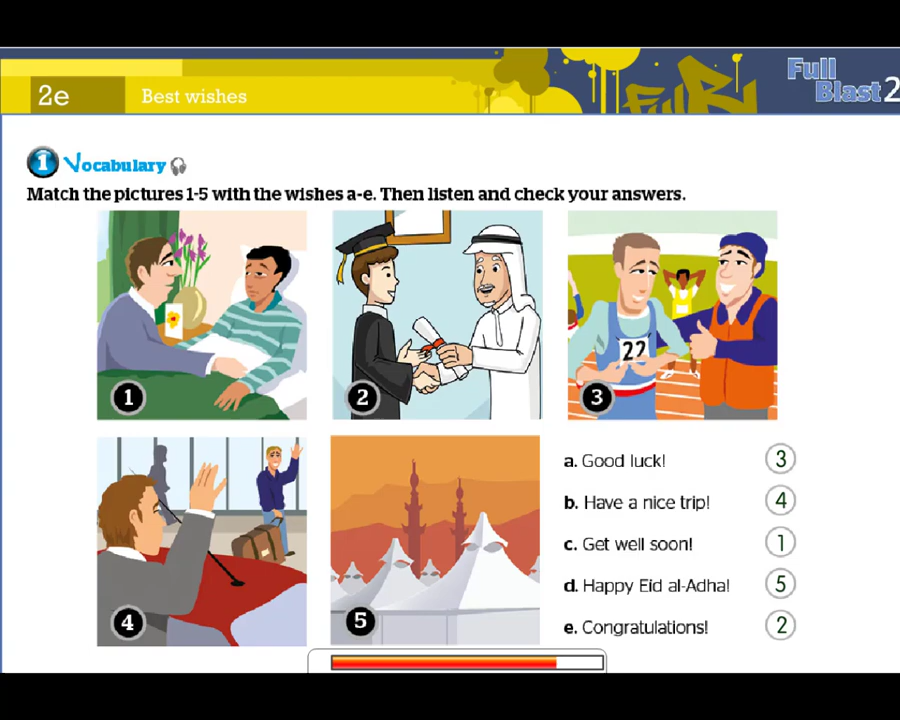 2e
Best wishes
Full
Blast 2
1 Vocabulary
Match the pictures 1-5 with the wishes a-e. Then listen and check your answers.
1
2
22
3
4
5
a. Good luck! 3
b. Have a nice trip! 4
c. Get well soon! 1
d. Happy Eid al-Adha! 5
e. Congratulations! 2